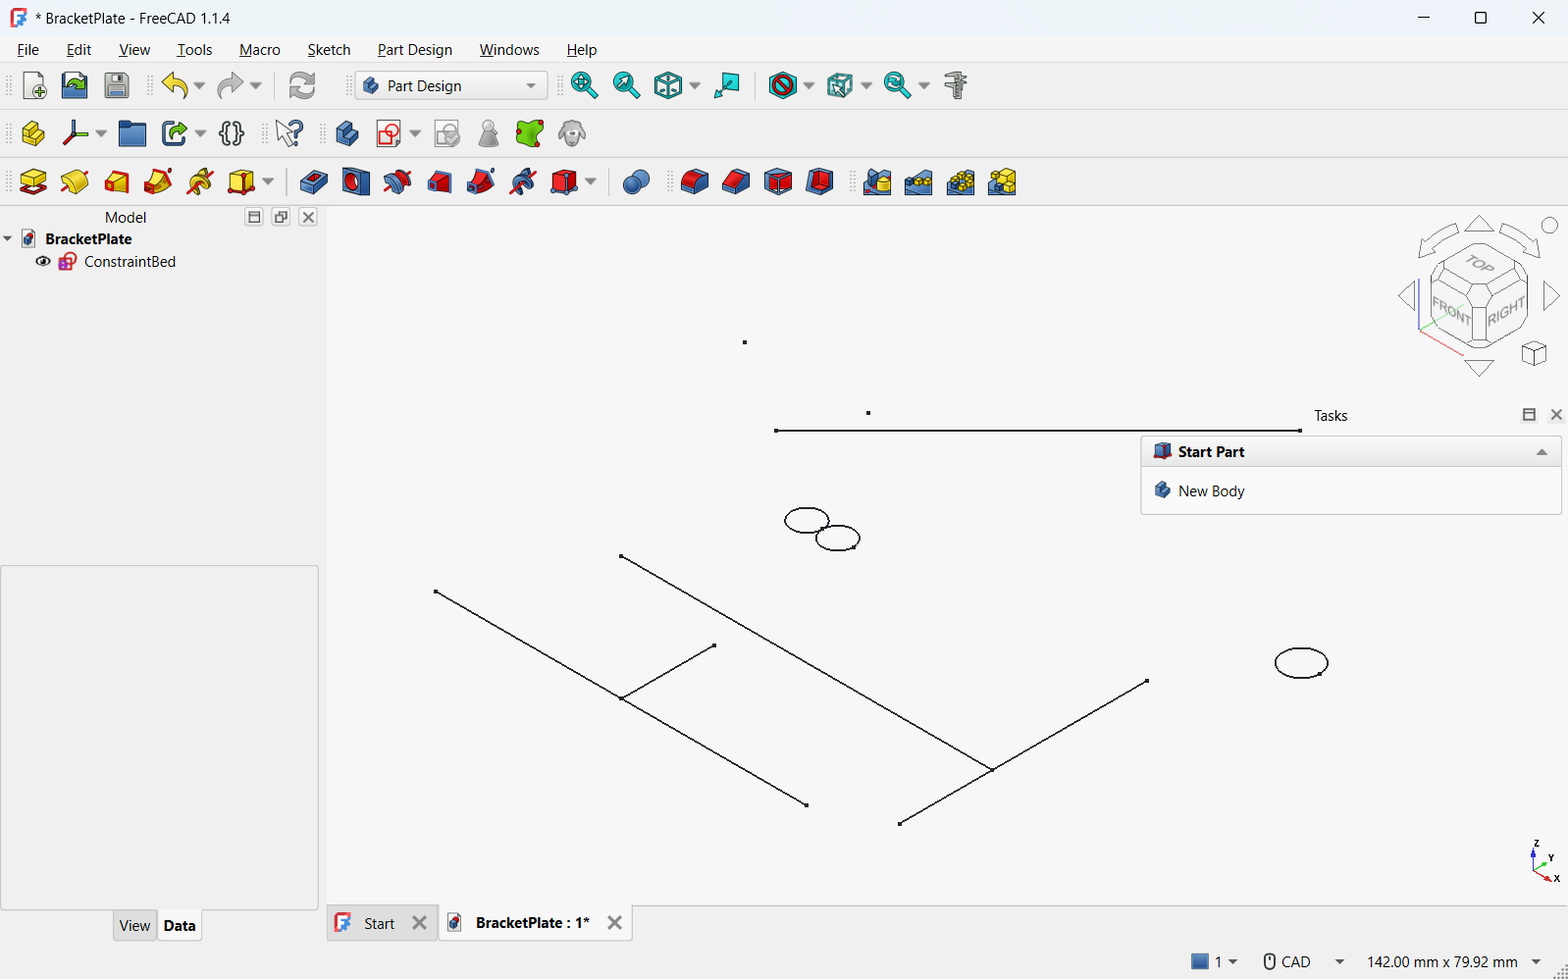 * BracketPlate - FreeCAD 1.1.4
File Edit View Tools Macro Sketch Part Design Windows Help
Part Design
Model
BracketPlate
ConstraintBed
TOP
FRONT
RIGHT
Tasks
Start Part
New Body
Z
Y
X
View Data
Start
BracketPlate : 1*
1
CAD
142.00 mm x 79.92 mm